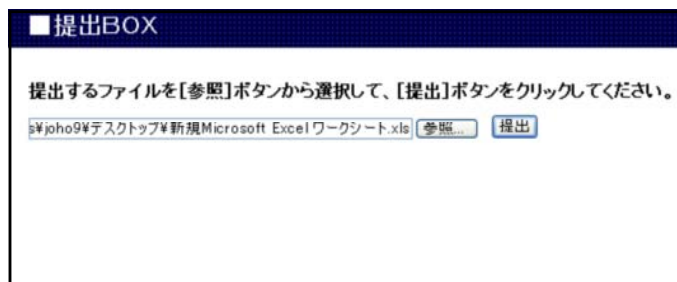 ■提出BOX
提出するファイルを[参照]ボタンから選択して、[提出]ボタンをクリックしてください。
s¥joho9¥デスクトップ¥新規Microsoft Excel ワークシート.xls 参照... 提出